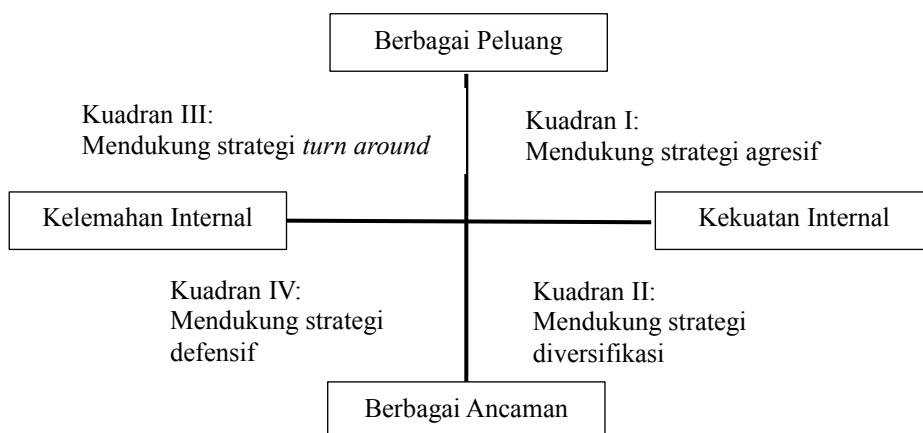 Berbagai Peluang
Kuadran III:
Mendukung strategi turn around
Kuadran I:
Mendukung strategi agresif
Kelemahan Internal
Kekuatan Internal
Kuadran IV:
Mendukung strategi
defensif
Kuadran II:
Mendukung strategi
diversifikasi
Berbagai Ancaman